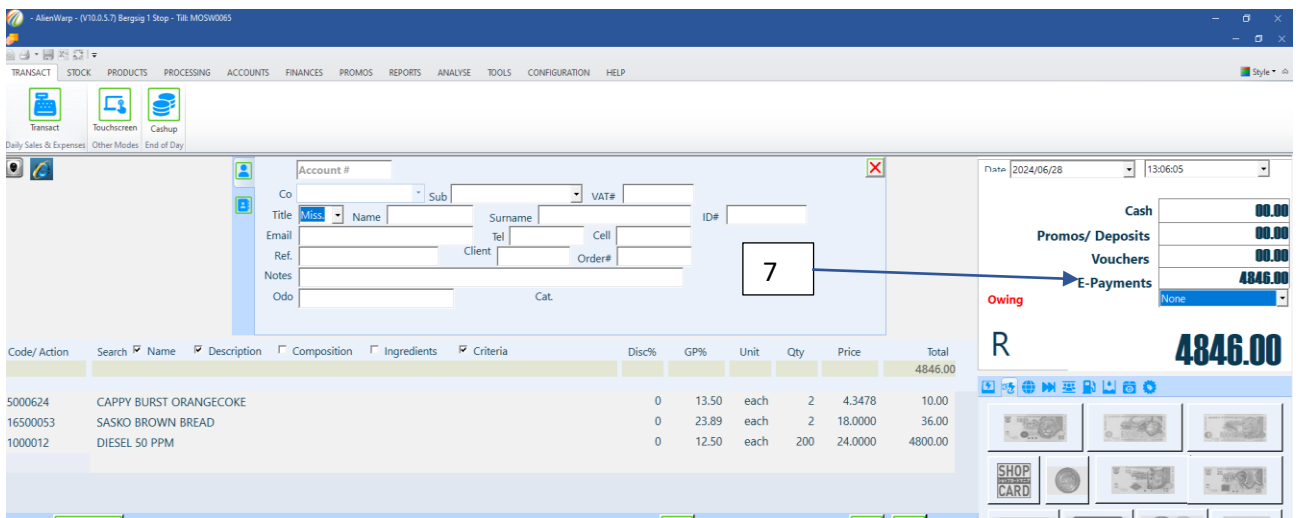 - AlienWarp - (V10.0.5.7) Bergsig 1 Stop - Till: MOSW0065
TRANSACT STOCK PRODUCTS PROCESSING ACCOUNTS FINANCES PROMOS REPORTS ANALYSE TOOLS CONFIGURATION HELP Style
Transact Touchscreen Cashup
Daily Sales & Expenses Other Modes End of Day
Account # Date 2024/06/28 13:06:05
Co Sub VAT#
Title Miss. Name Surname ID# Cash 00.00
Email Tel Cell Promos/ Deposits 00.00
Ref. Client Order# Vouchers 00.00
Notes 7 E-Payments 4846.00
Odo Cat. Owing None
R 4846.00
Code/ Action Search Name Description Composition Ingredients Criteria Disc% GP% Unit Qty Price Total
4846.00
5000624 CAPPY BURST ORANGECOKE 0 13.50 each 2 4.3478 10.00
16500053 SASKO BROWN BREAD 0 23.89 each 2 18.0000 36.00
1000012 DIESEL 50 PPM 0 12.50 each 200 24.0000 4800.00
SHOP
CARD